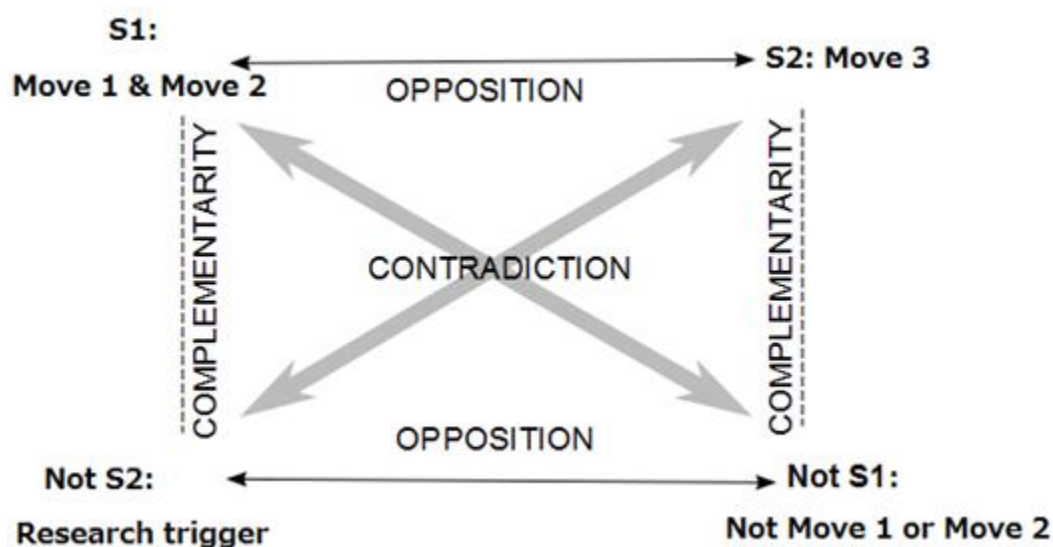 S1:
Move 1 & Move 2
S2: Move 3
OPPOSITION
COMPLEMENTARITY
CONTRADICTION
COMPLEMENTARITY
OPPOSITION
Not S2:
Research trigger
Not S1:
Not Move 1 or Move 2